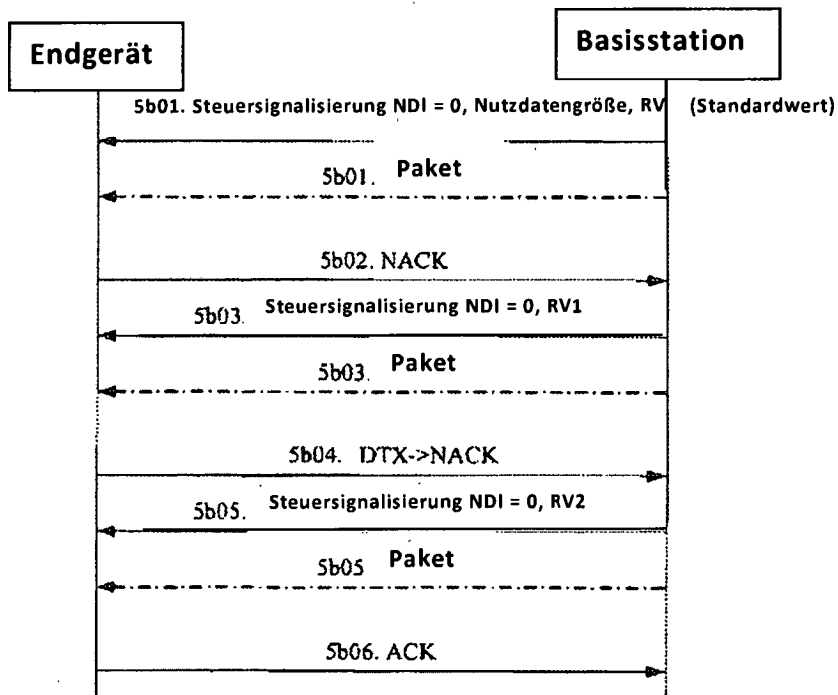 Endgerät
Basisstation
5b01. Steuersignalisierung NDI = 0, Nutzdatengröße, RV (Standardwert)
5b01. Paket
5b02. NACK
5b03. Steuersignalisierung NDI = 0, RV1
5b03. Paket
5b04. DTX->NACK
5b05. Steuersignalisierung NDI = 0, RV2
5b05 Paket
5b06. ACK